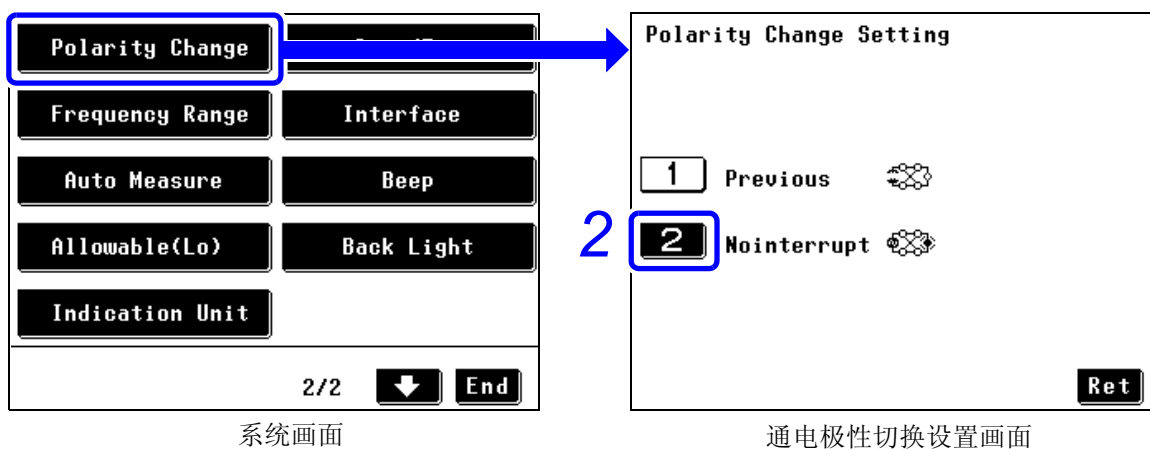 Polarity Change
Frequency Range
Interface
Auto Measure
Beep
Allowable(Lo)
Back Light
Indication Unit
2/2
End
系统画面
Polarity Change Setting
1 Previous
2
2 Nointerrupt
Ret
通电极性切换设置画面